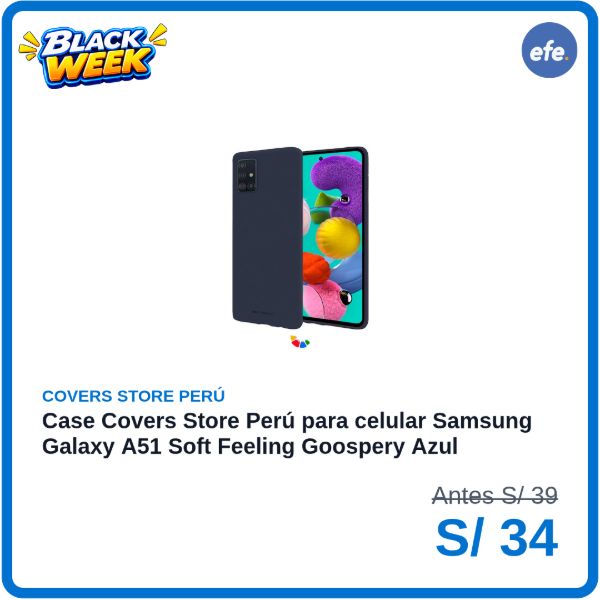 BLACK
WEEK
efe.
COVERS STORE PERÚ
Case Covers Store Perú para celular Samsung
Galaxy A51 Soft Feeling Goospery Azul
Antes S/ 39
S/ 34